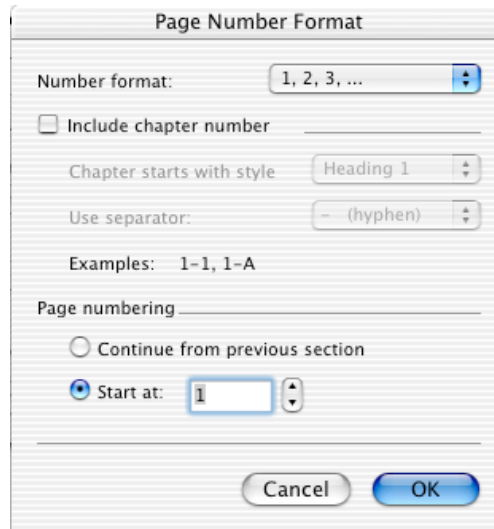 Page Number Format
Number format: 1, 2, 3, ...
Include chapter number
Chapter starts with style Heading 1
Use separator: - (hyphen)
Examples: 1-1, 1-A
Page numbering
Continue from previous section
Start at: 1
Cancel OK